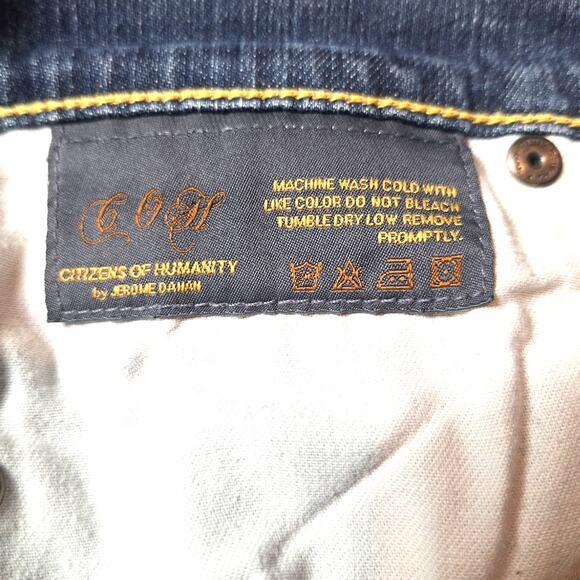 COH
CITIZENS OF HUMANITY
by JEROME DAHAN
MACHINE WASH COLD WITH
LIKE COLOR DO NOT BLEACH
TUMBLE DRY LOW REMOVE
PROMPTLY.